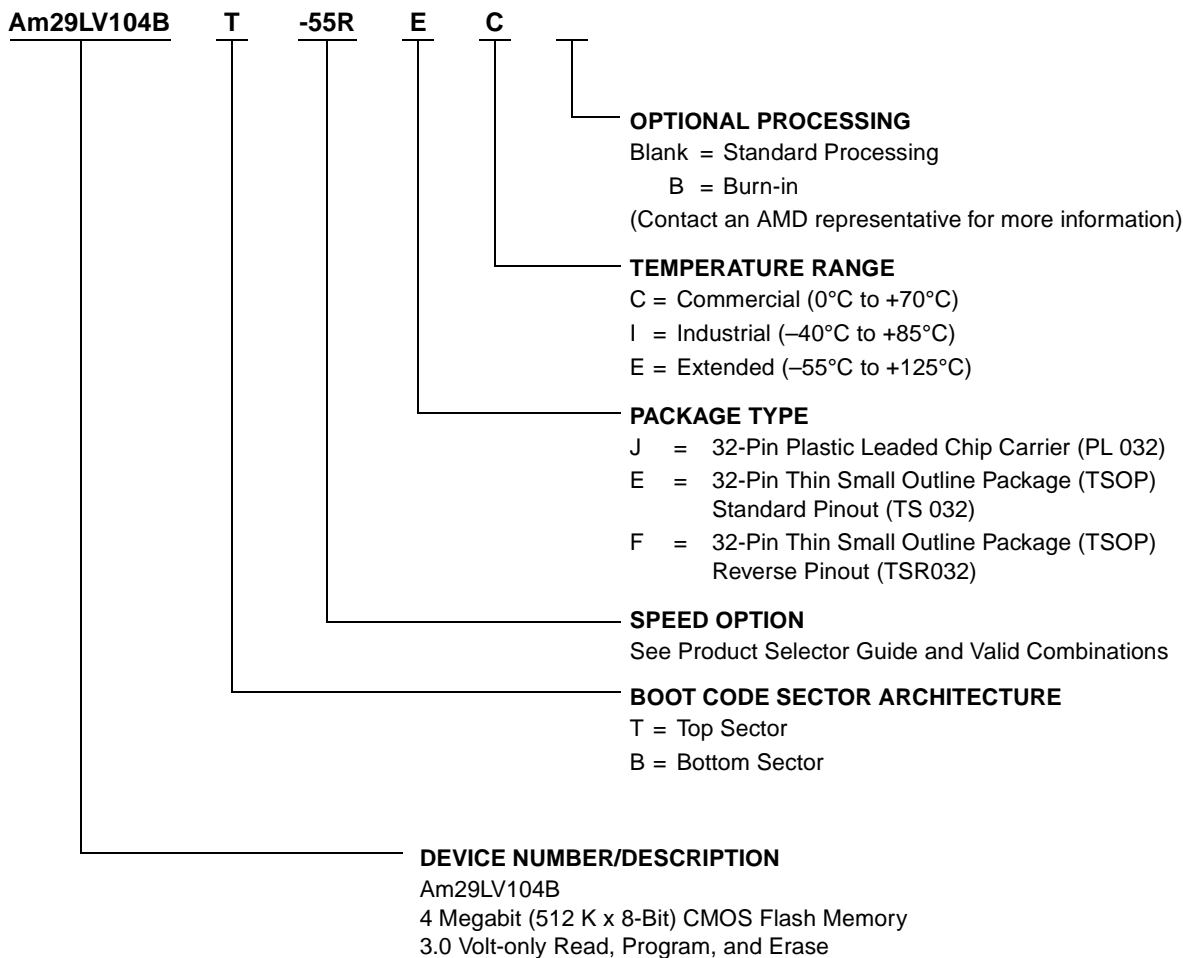 Am29LV104B T -55R E C
OPTIONAL PROCESSING
Blank = Standard Processing
B = Burn-in
(Contact an AMD representative for more information)
TEMPERATURE RANGE
C = Commercial (0°C to +70°C)
I = Industrial (–40°C to +85°C)
E = Extended (–55°C to +125°C)
PACKAGE TYPE
J = 32-Pin Plastic Leaded Chip Carrier (PL 032)
E = 32-Pin Thin Small Outline Package (TSOP)
Standard Pinout (TS 032)
F = 32-Pin Thin Small Outline Package (TSOP)
Reverse Pinout (TSR032)
SPEED OPTION
See Product Selector Guide and Valid Combinations
BOOT CODE SECTOR ARCHITECTURE
T = Top Sector
B = Bottom Sector
DEVICE NUMBER/DESCRIPTION
Am29LV104B
4 Megabit (512 K x 8-Bit) CMOS Flash Memory
3.0 Volt-only Read, Program, and Erase